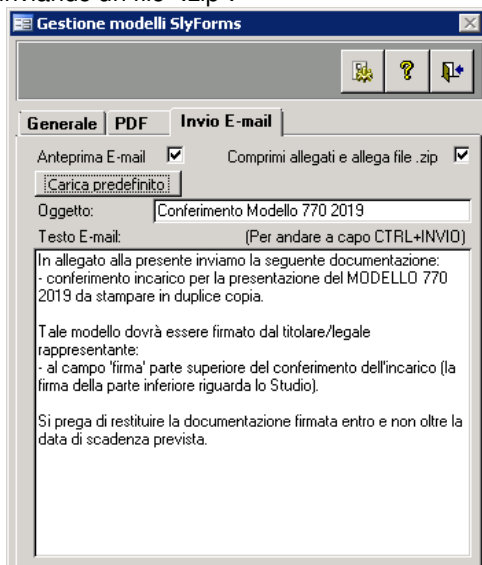 inviando un file ".zip".
Gestione modelli SlyForms
Generale PDF Invio E-mail
Anteprima E-mail Comprimi allegati e allega file .zip
Carica predefinito
Oggetto: Conferimento Modello 770 2019
Testo E-mail: (Per andare a capo CTRL+INVIO)
In allegato alla presente inviamo la seguente documentazione:
- conferimento incarico per la presentazione del MODELLO 770
2019 da stampare in duplice copia.
Tale modello dovrà essere firmato dal titolare/legale
rappresentante:
- al campo 'firma' parte superiore del conferimento dell'incarico (la
firma della parte inferiore riguarda lo Studio).
Si prega di restituire la documentazione firmata entro e non oltre la
data di scadenza prevista.